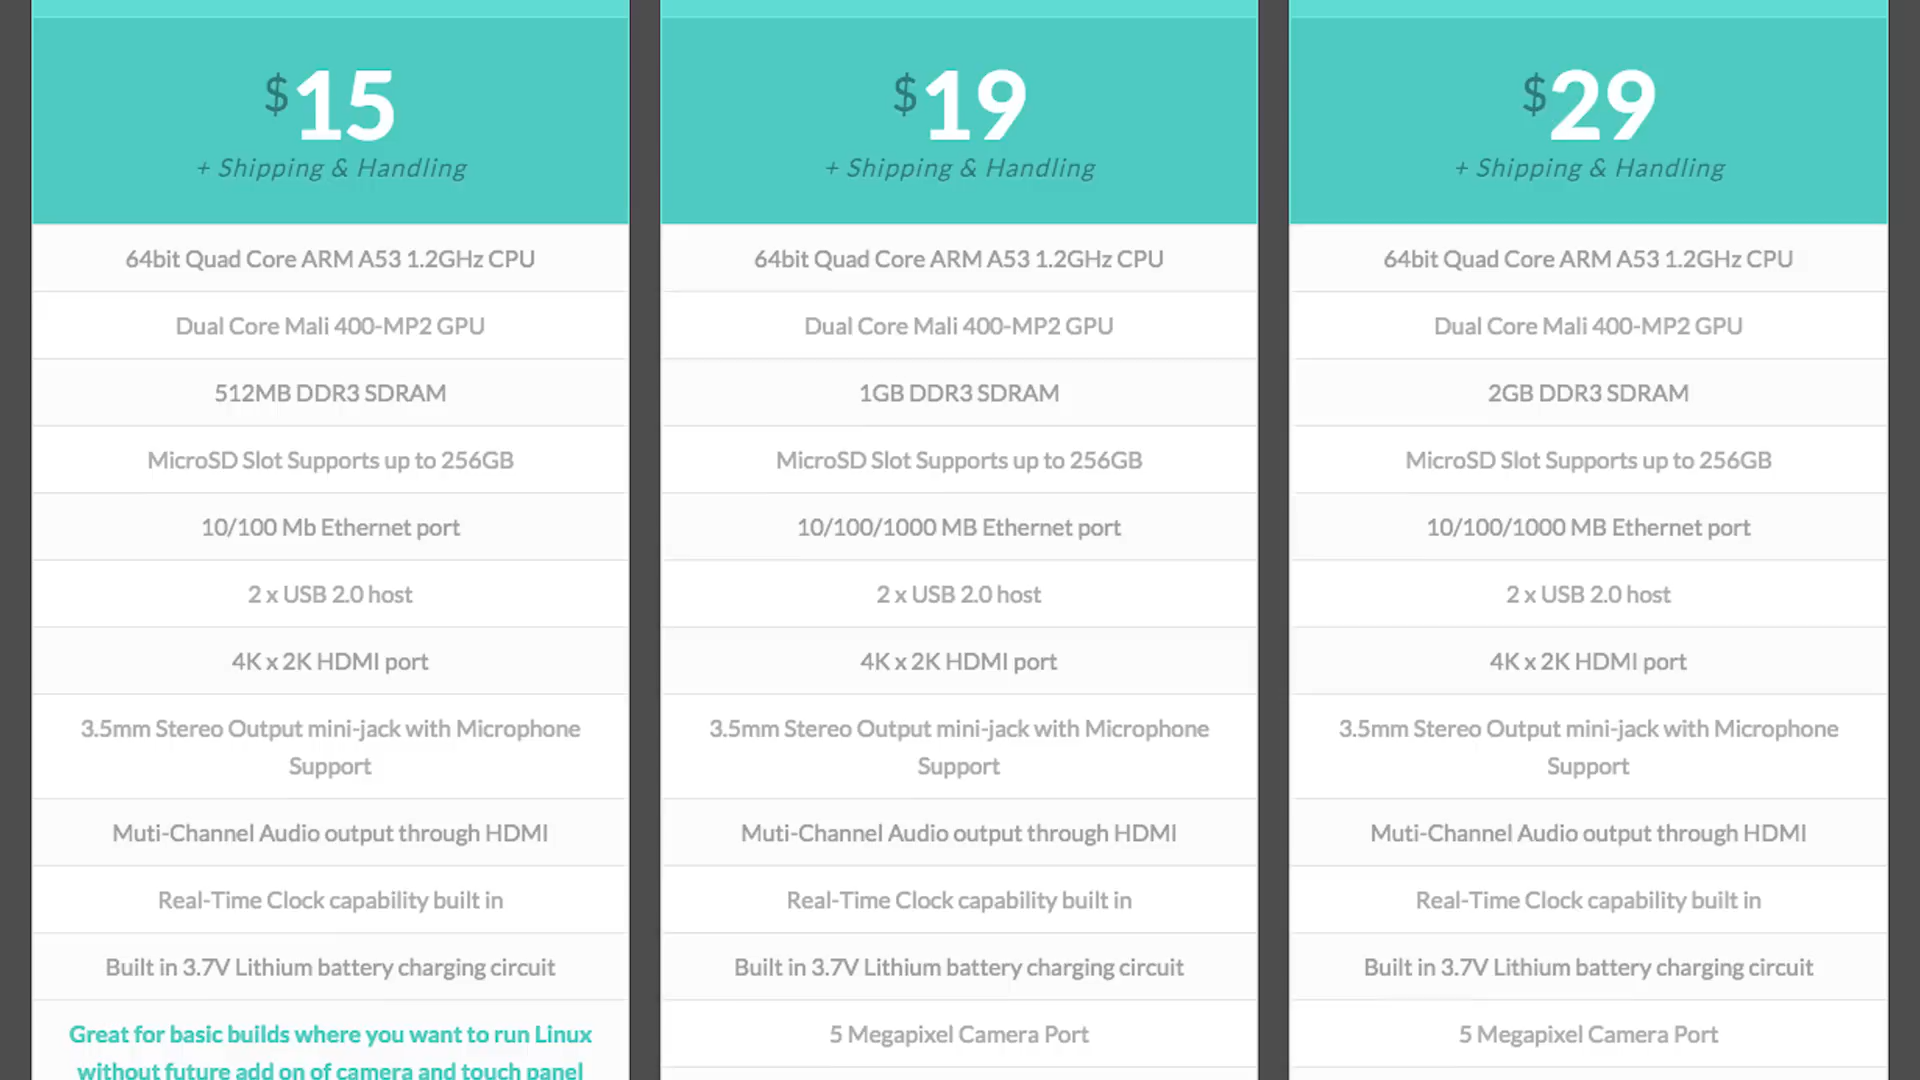 $15
+ Shipping & Handling
64bit Quad Core ARM A53 1.2GHz CPU
Dual Core Mali 400-MP2 GPU
512MB DDR3 SDRAM
MicroSD Slot Supports up to 256GB
10/100 Mb Ethernet port
2 x USB 2.0 host
4K x 2K HDMI port
3.5mm Stereo Output mini-jack with Microphone
Support
Muti-Channel Audio output through HDMI
Real-Time Clock capability built in
Built in 3.7V Lithium battery charging circuit
Great for basic builds where you want to run Linux
without future add on of camera and touch panel
$19
+ Shipping & Handling
64bit Quad Core ARM A53 1.2GHz CPU
Dual Core Mali 400-MP2 GPU
1GB DDR3 SDRAM
MicroSD Slot Supports up to 256GB
10/100/1000 MB Ethernet port
2 x USB 2.0 host
4K x 2K HDMI port
3.5mm Stereo Output mini-jack with Microphone
Support
Muti-Channel Audio output through HDMI
Real-Time Clock capability built in
Built in 3.7V Lithium battery charging circuit
5 Megapixel Camera Port
$29
+ Shipping & Handling
64bit Quad Core ARM A53 1.2GHz CPU
Dual Core Mali 400-MP2 GPU
2GB DDR3 SDRAM
MicroSD Slot Supports up to 256GB
10/100/1000 MB Ethernet port
2 x USB 2.0 host
4K x 2K HDMI port
3.5mm Stereo Output mini-jack with Microphone
Support
Muti-Channel Audio output through HDMI
Real-Time Clock capability built in
Built in 3.7V Lithium battery charging circuit
5 Megapixel Camera Port